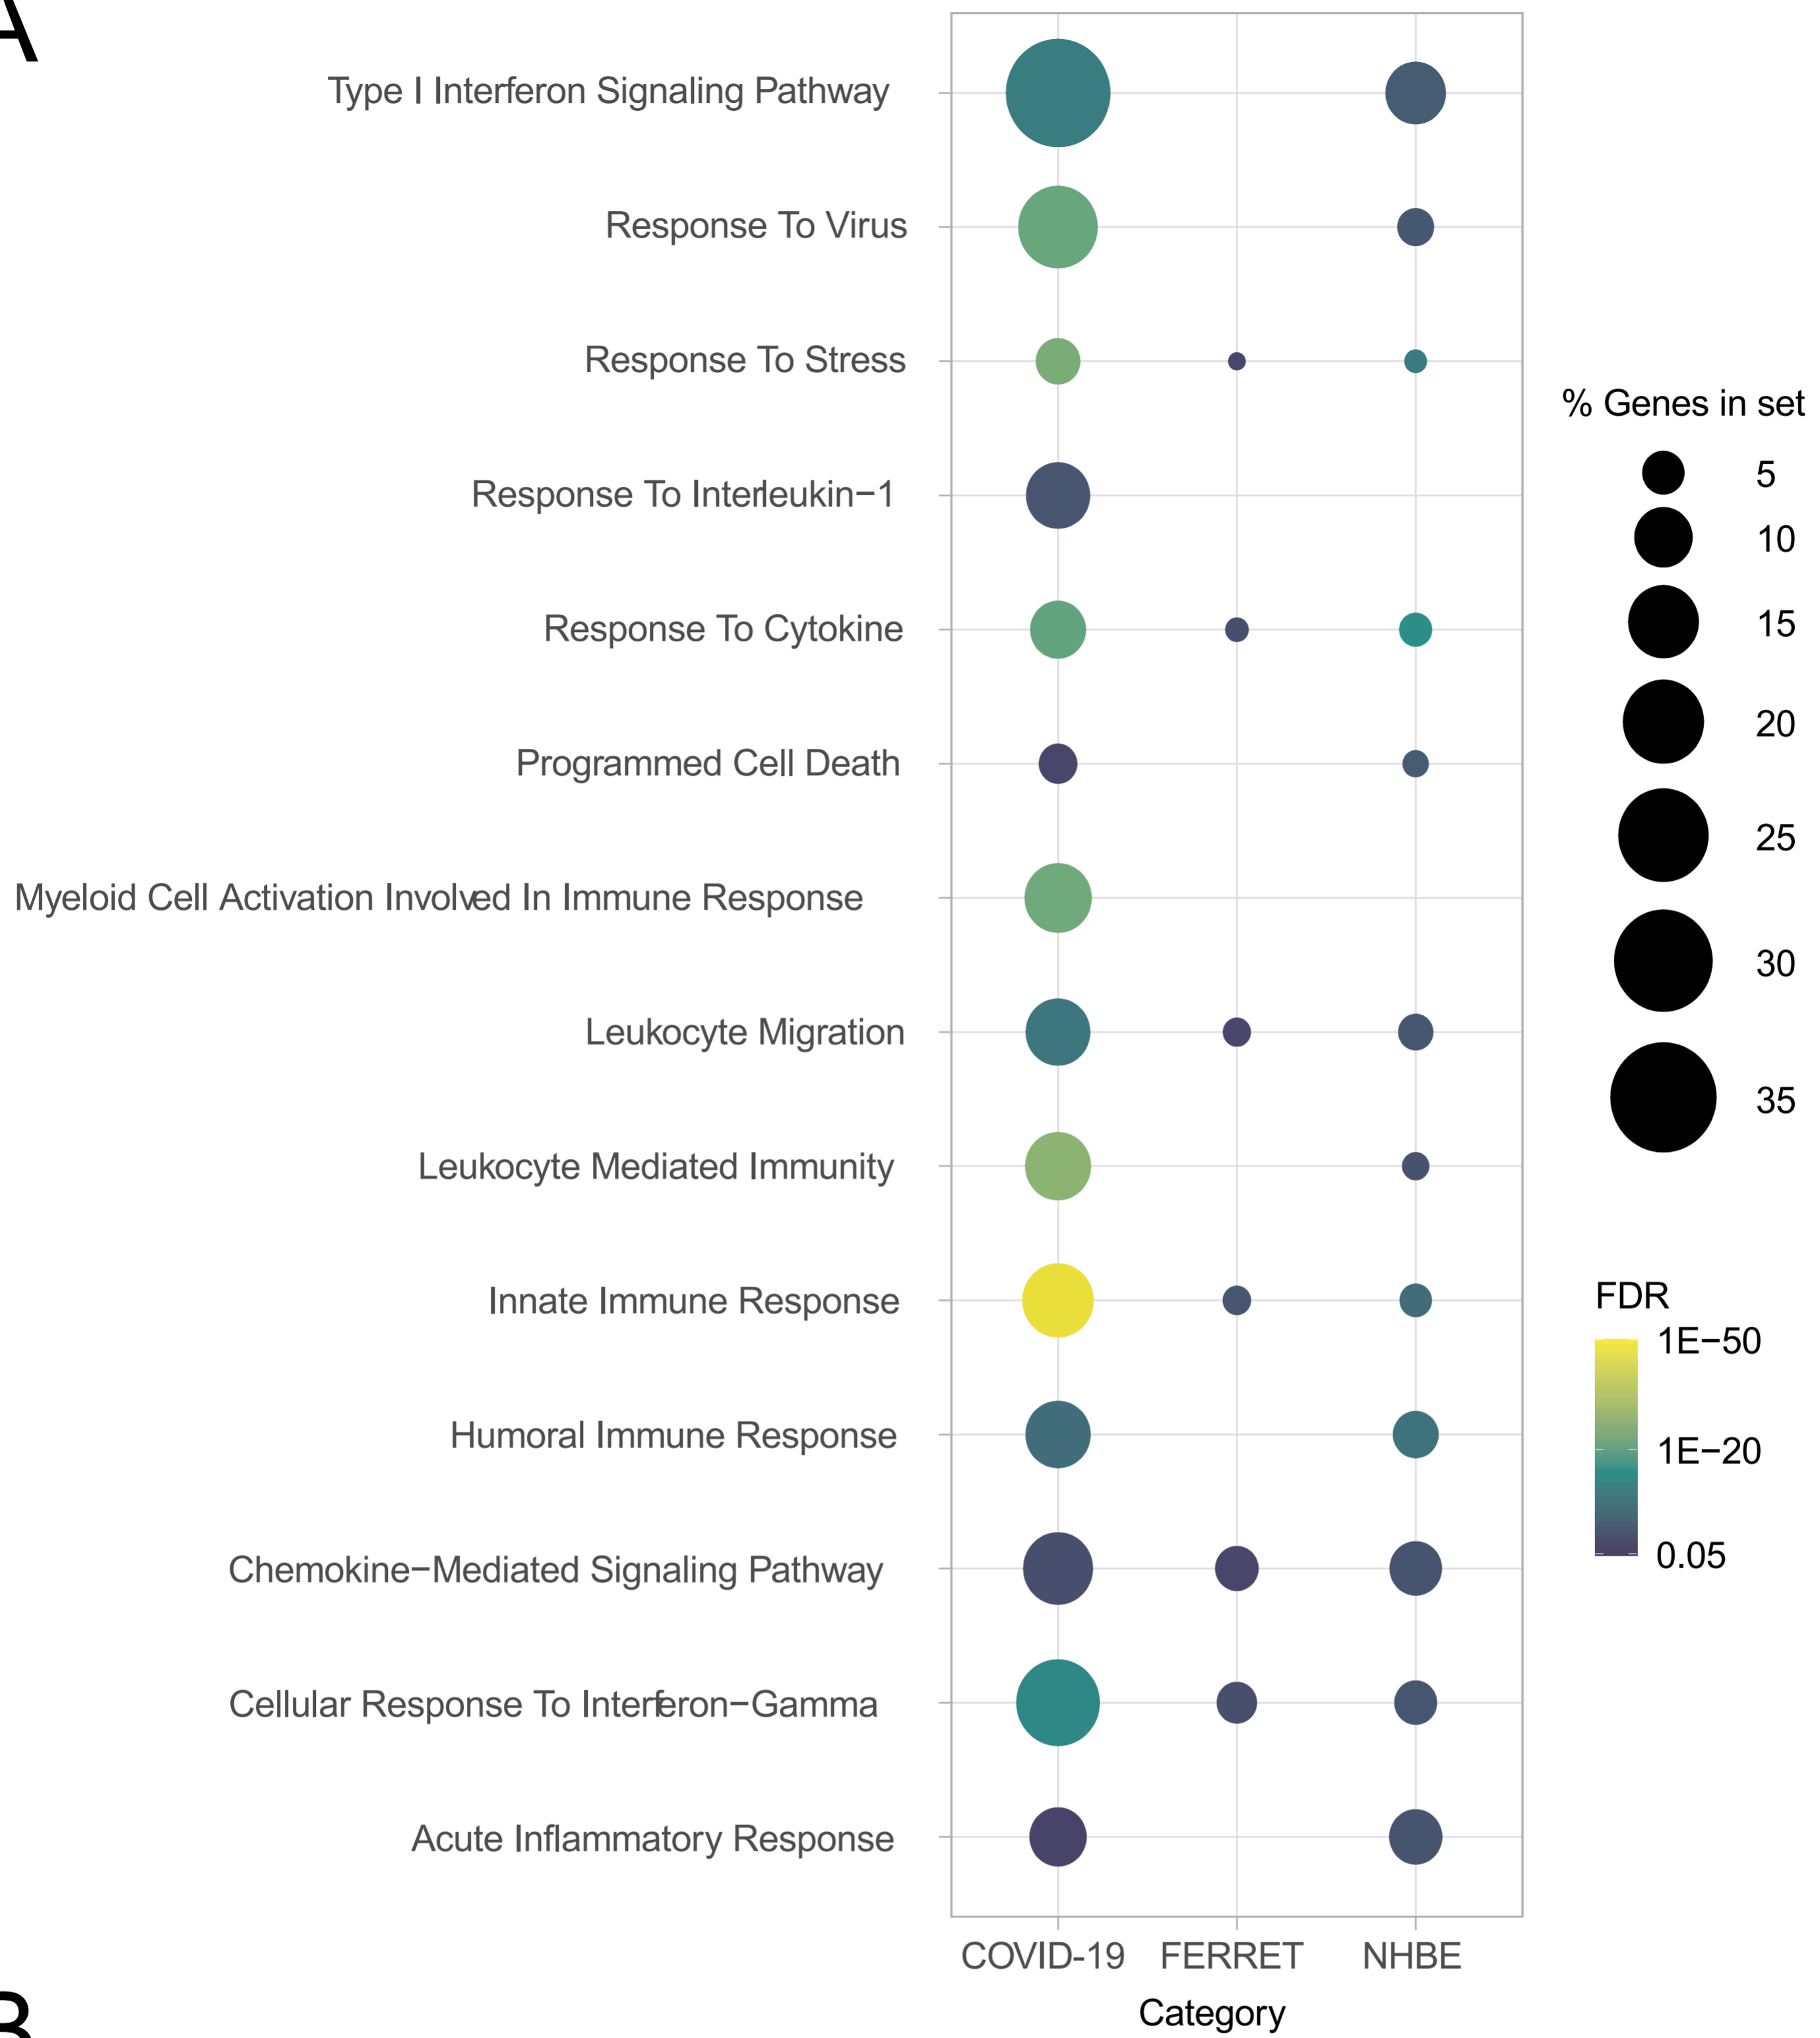 A
Type I Interferon Signaling Pathway
Response To Virus
Response To Stress
Response To Interleukin−1
Response To Cytokine
Programmed Cell Death
Myeloid Cell Activation Involved In Immune Response
Leukocyte Migration
Leukocyte Mediated Immunity
Innate Immune Response
Humoral Immune Response
Chemokine−Mediated Signaling Pathway
Cellular Response To Interferon−Gamma
Acute Inflammatory Response
COVID-19 FERRET NHBE
Category
% Genes in set
5
10
15
20
25
30
35
FDR
1E−50
1E−20
0.05
B